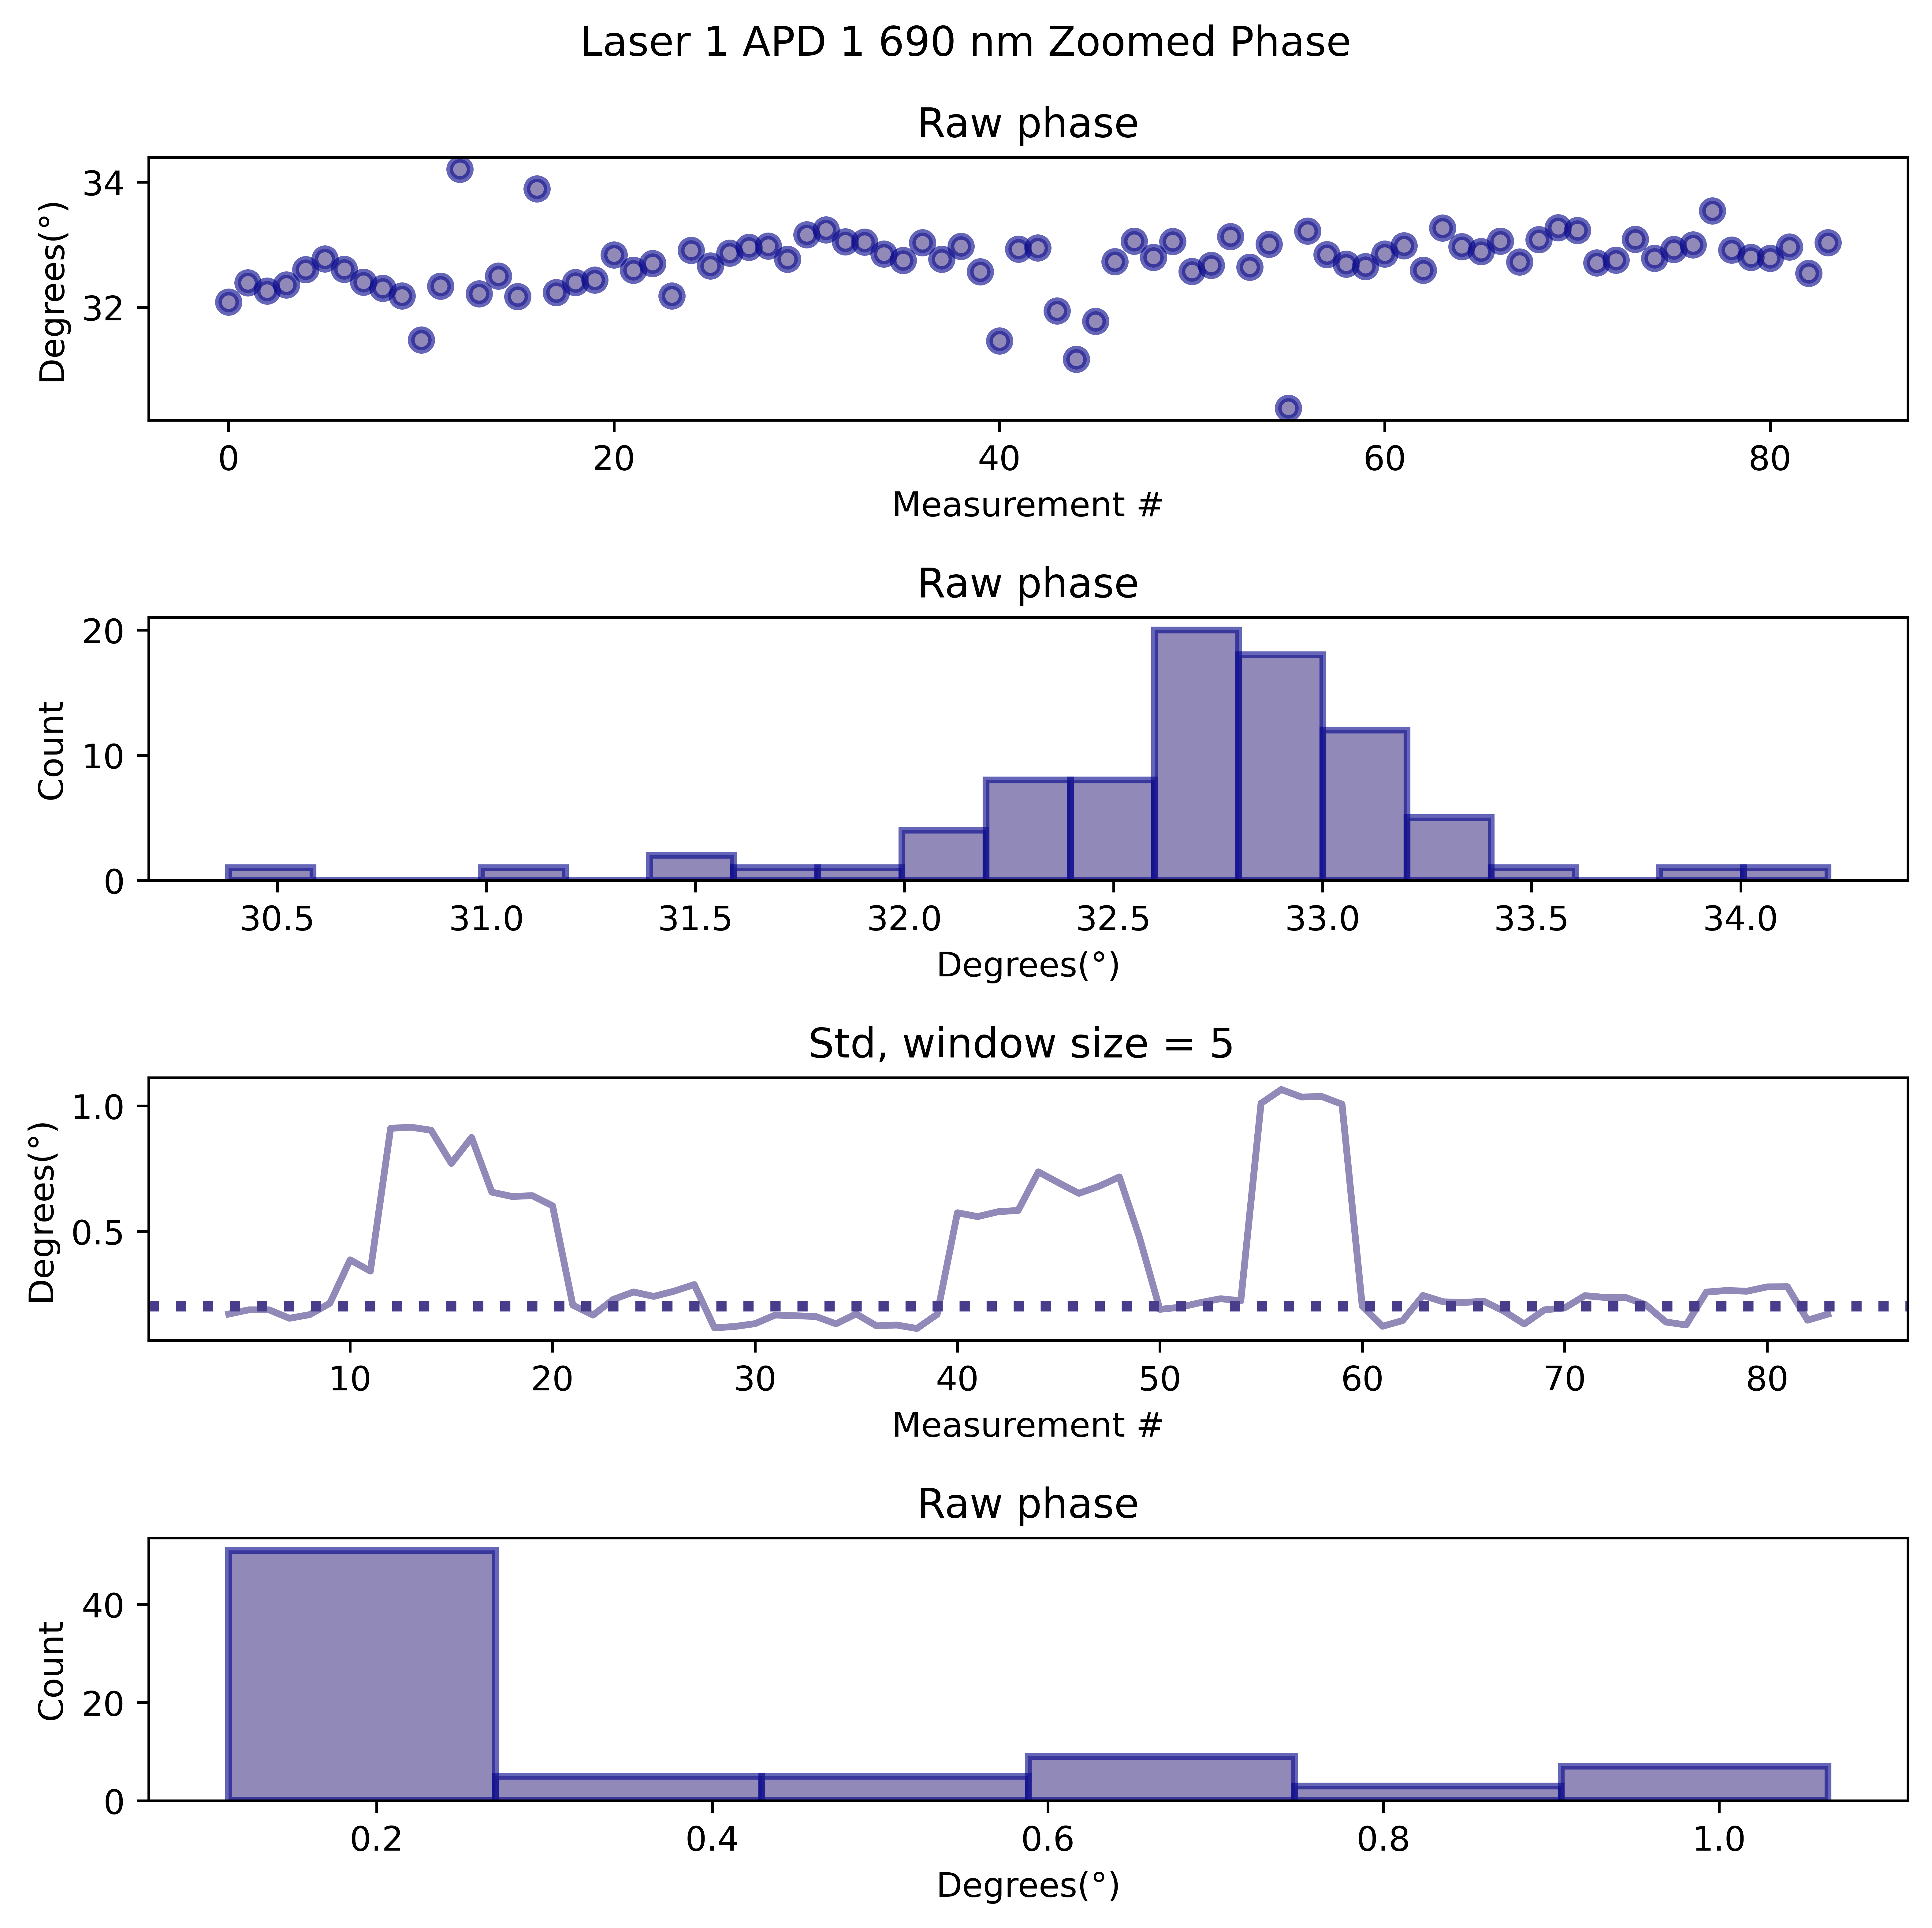 Laser 1 APD 1 690 nm Zoomed Phase
Raw phase
34
32
Degrees(°)
0 20 40 60 80
Measurement #
Raw phase
20
10
0
Count
30.5 31.0 31.5 32.0 32.5 33.0 33.5 34.0
Degrees(°)
Std, window size = 5
1.0
0.5
Degrees(°)
10 20 30 40 50 60 70 80
Measurement #
Raw phase
40
20
0
Count
0.2 0.4 0.6 0.8 1.0
Degrees(°)